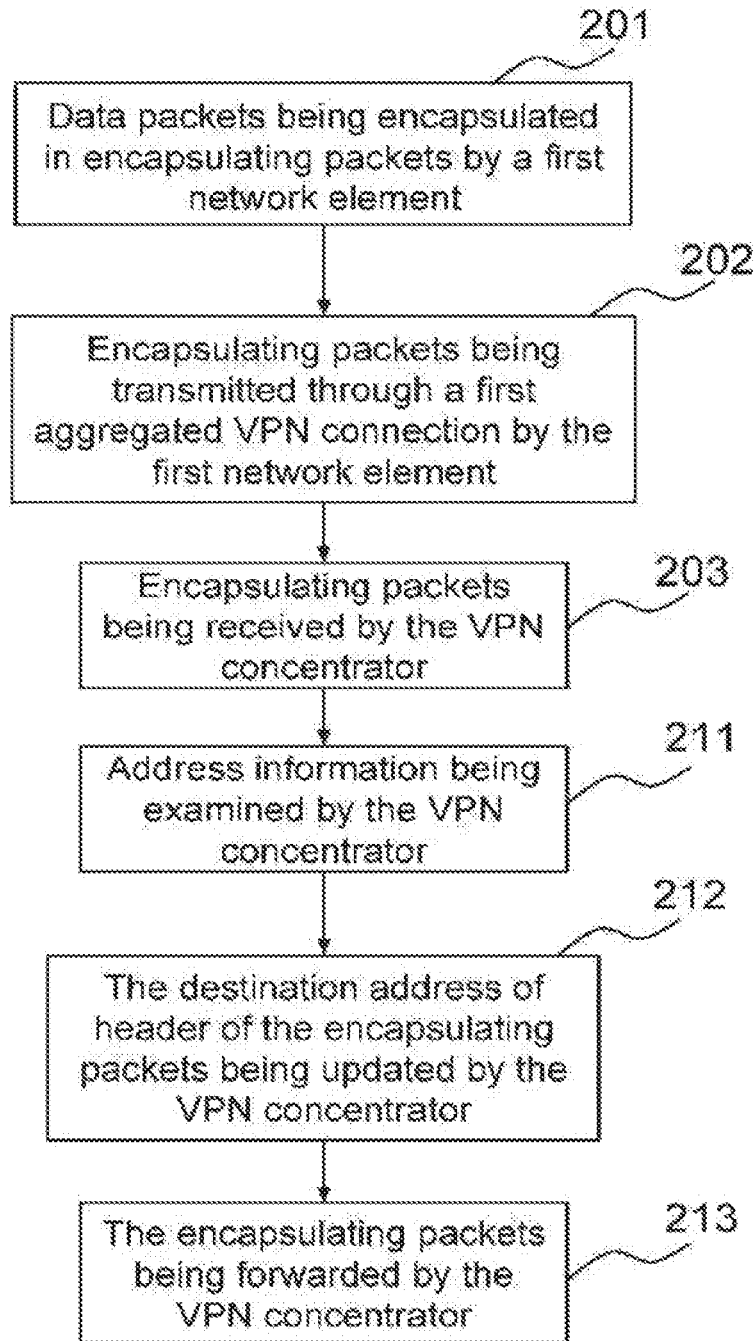 201
Data packets being encapsulated
in encapsulating packets by a first
network element
202
Encapsulating packets being
transmitted through a first
aggregated VPN connection by the
first network element
203
Encapsulating packets
being received by the VPN
concentrator
211
Address information being
examined by the VPN
concentrator
212
The destination address of
header of the encapsulating
packets being updated by the
VPN concentrator
213
The encapsulating packets
being forwarded by the
VPN concentrator